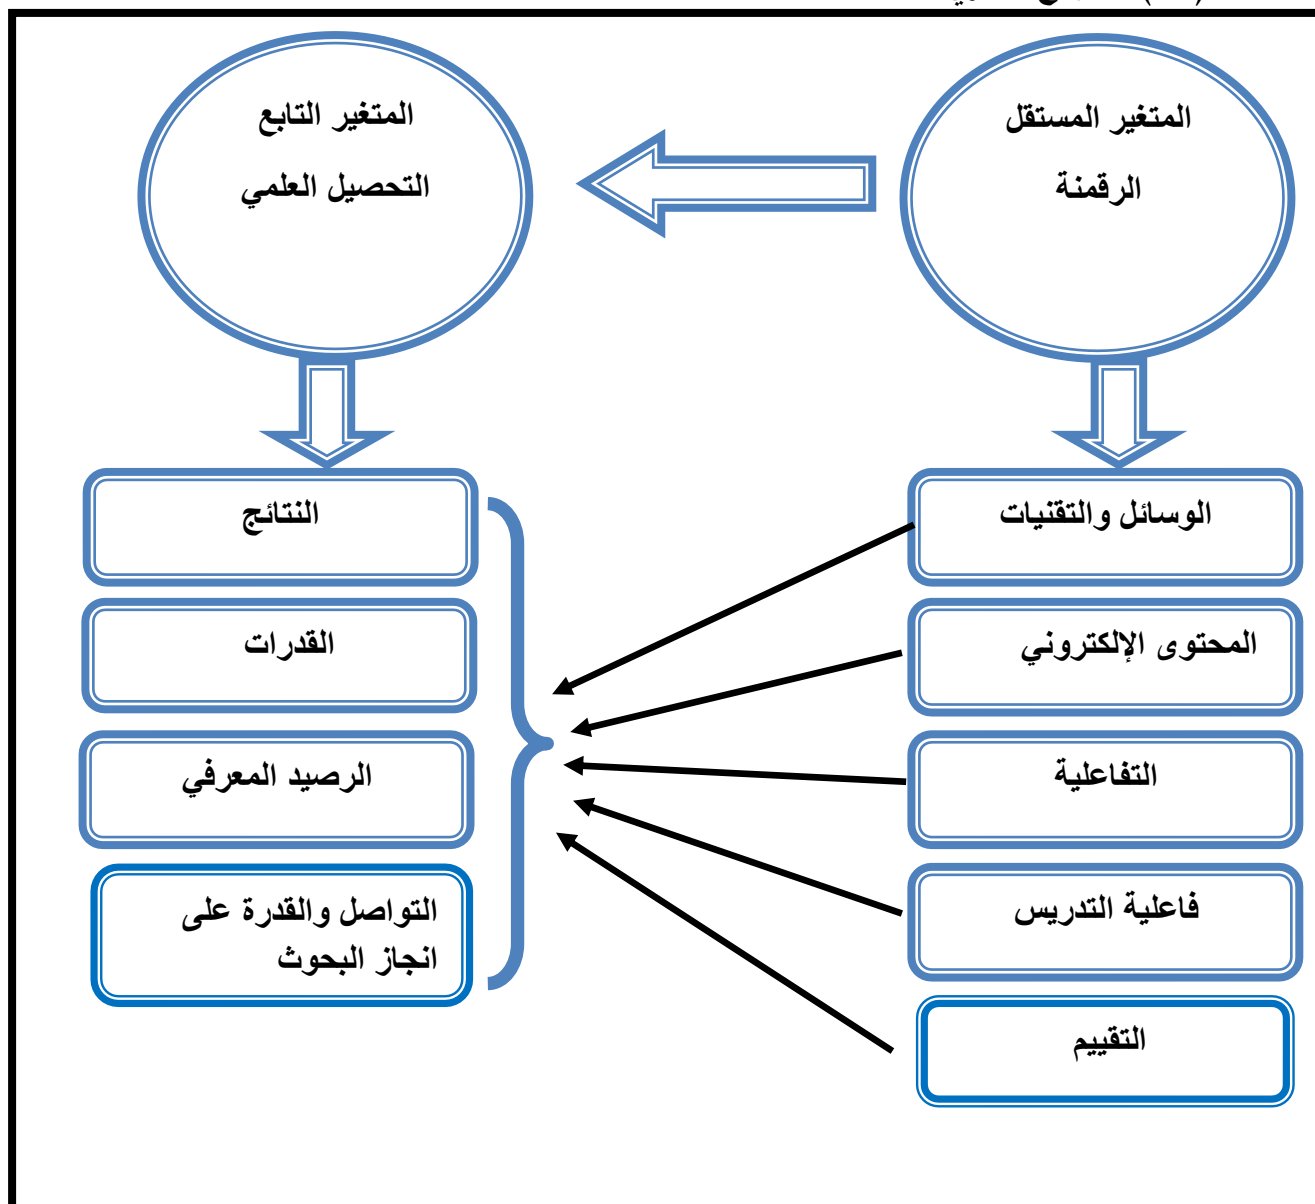 المتغير المستقل
الرقمنة
المتغير التابع
التحصيل العلمي
الوسائل والتقنيات
المحتوى الإلكتروني
التفاعلية
فاعلية التدريس
التقييم
النتائج
القدرات
الرصيد المعرفي
التواصل والقدرة على
انجاز البحوث